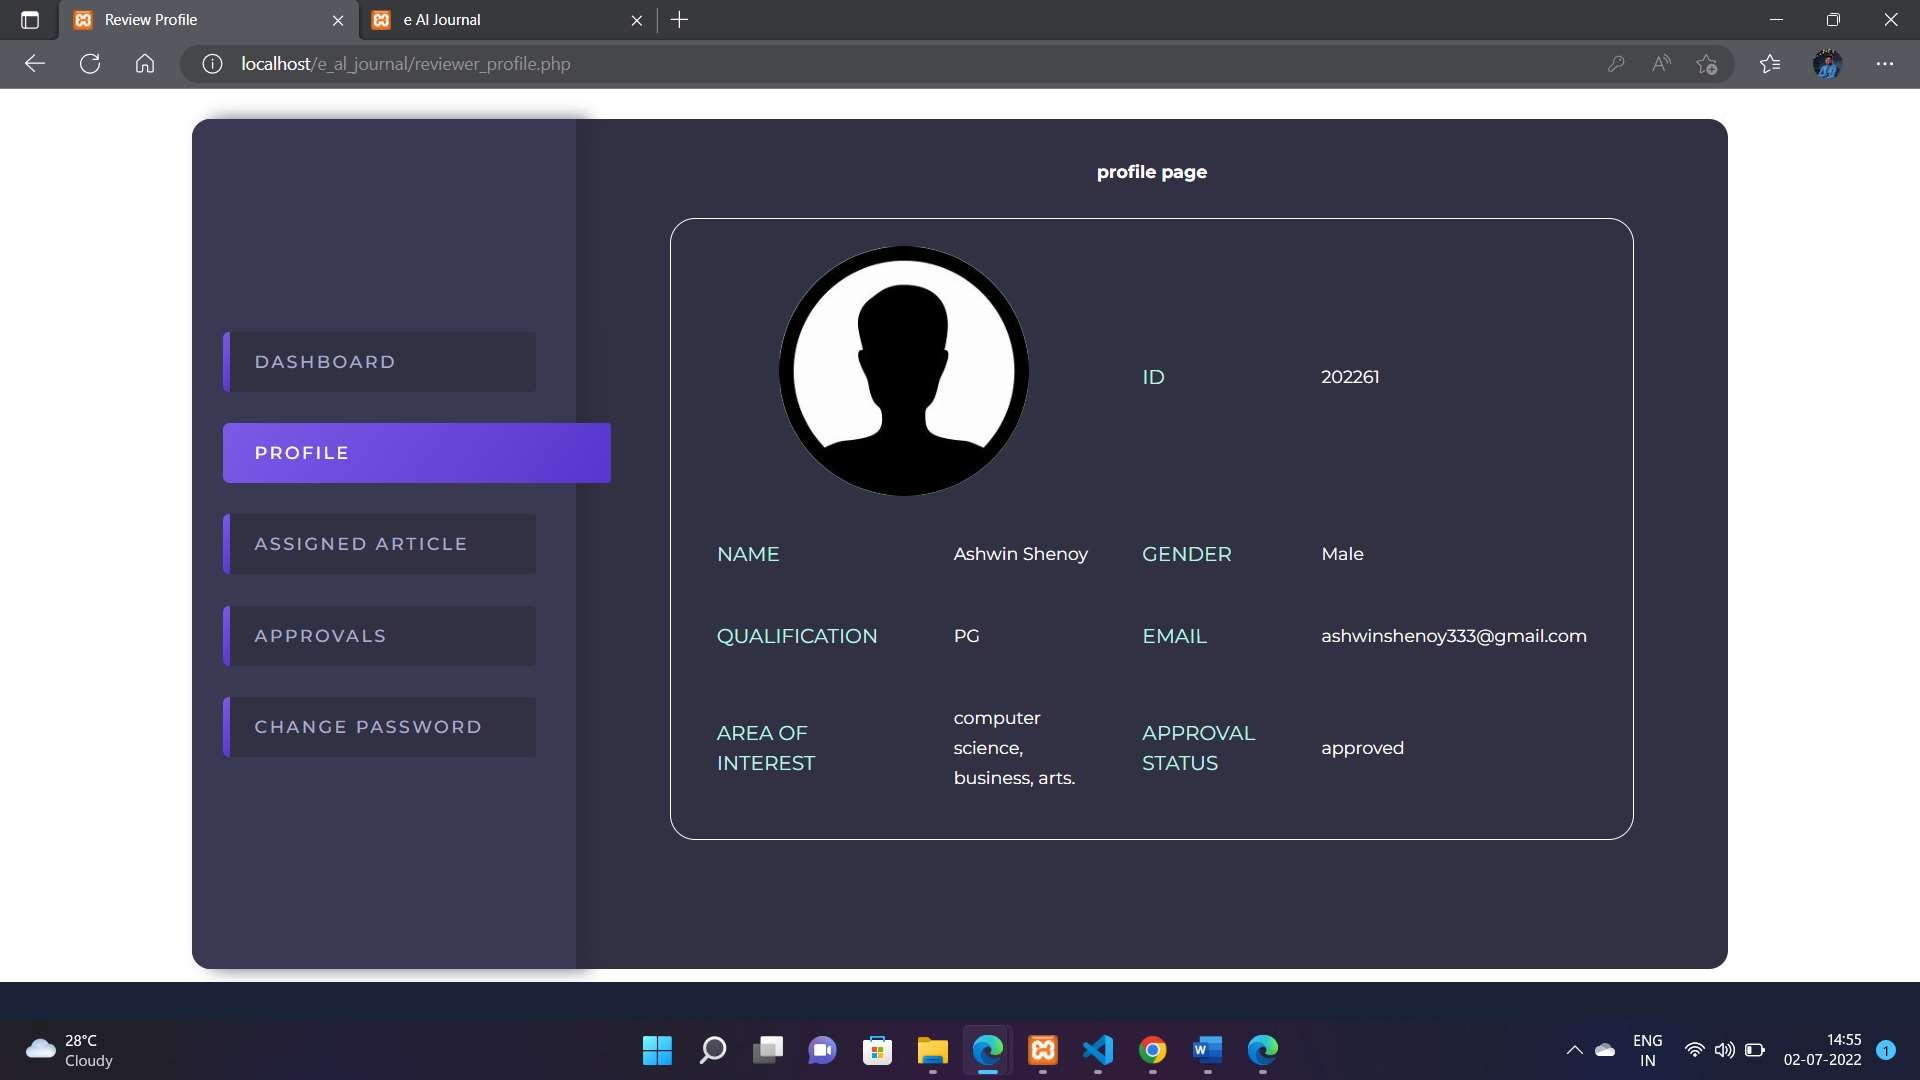 Review Profile
e AI Journal
localhost/e_al_journal/reviewer_profile.php
profile page
DASHBOARD
PROFILE
ASSIGNED ARTICLE
APPROVALS
CHANGE PASSWORD
ID 202261
NAME Ashwin Shenoy GENDER Male
QUALIFICATION PG EMAIL ashwinshenoy333@gmail.com
AREA OF
INTEREST
computer
science,
business, arts.
APPROVAL
STATUS
approved
28°C
Cloudy
ENG
IN
14:55
02-07-2022
1